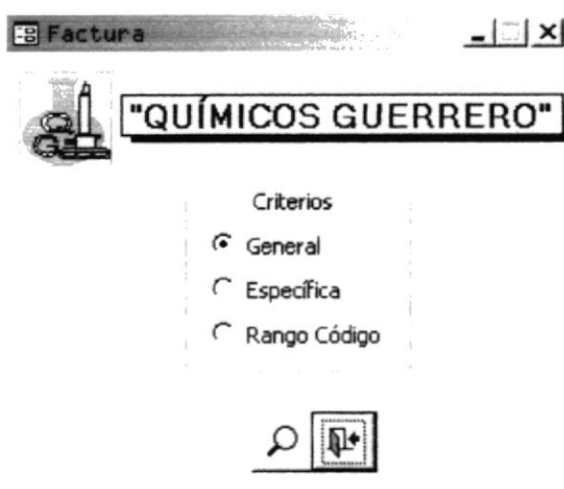 Factura
"QUÍMICOS GUERRERO"
Criterios
General
Específica
Rango Código